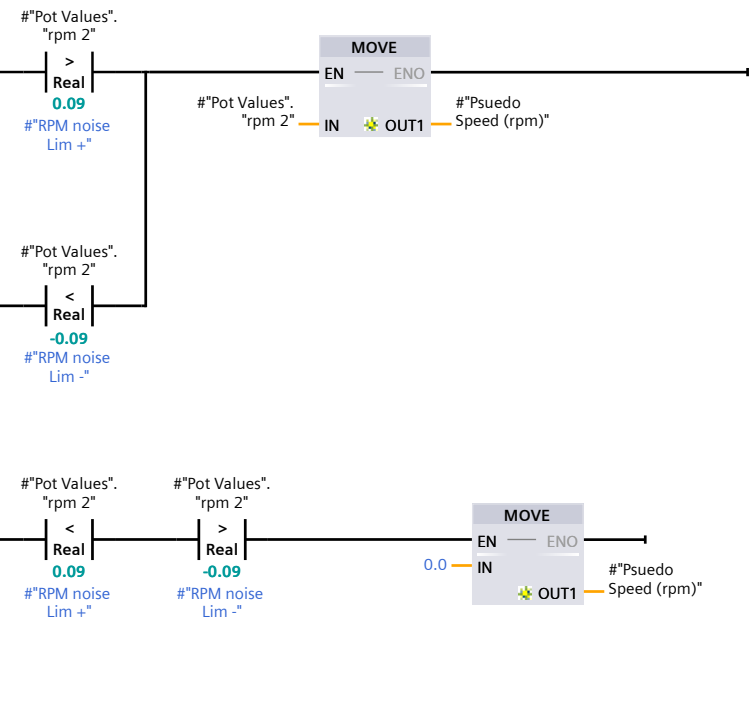 #"Pot Values".
"rpm 2"
>
Real
0.09
#"RPM noise
Lim +"
MOVE
EN
ENO
#"Pot Values".
"rpm 2"
IN
OUT1
#"Psuedo
Speed (rpm)"
#"Pot Values".
"rpm 2"
<
Real
-0.09
#"RPM noise
Lim -"
#"Pot Values".
"rpm 2"
<
Real
0.09
#"RPM noise
Lim +"
#"Pot Values".
"rpm 2"
>
Real
-0.09
#"RPM noise
Lim -"
MOVE
EN
ENO
0.0
IN
OUT1
#"Psuedo
Speed (rpm)"